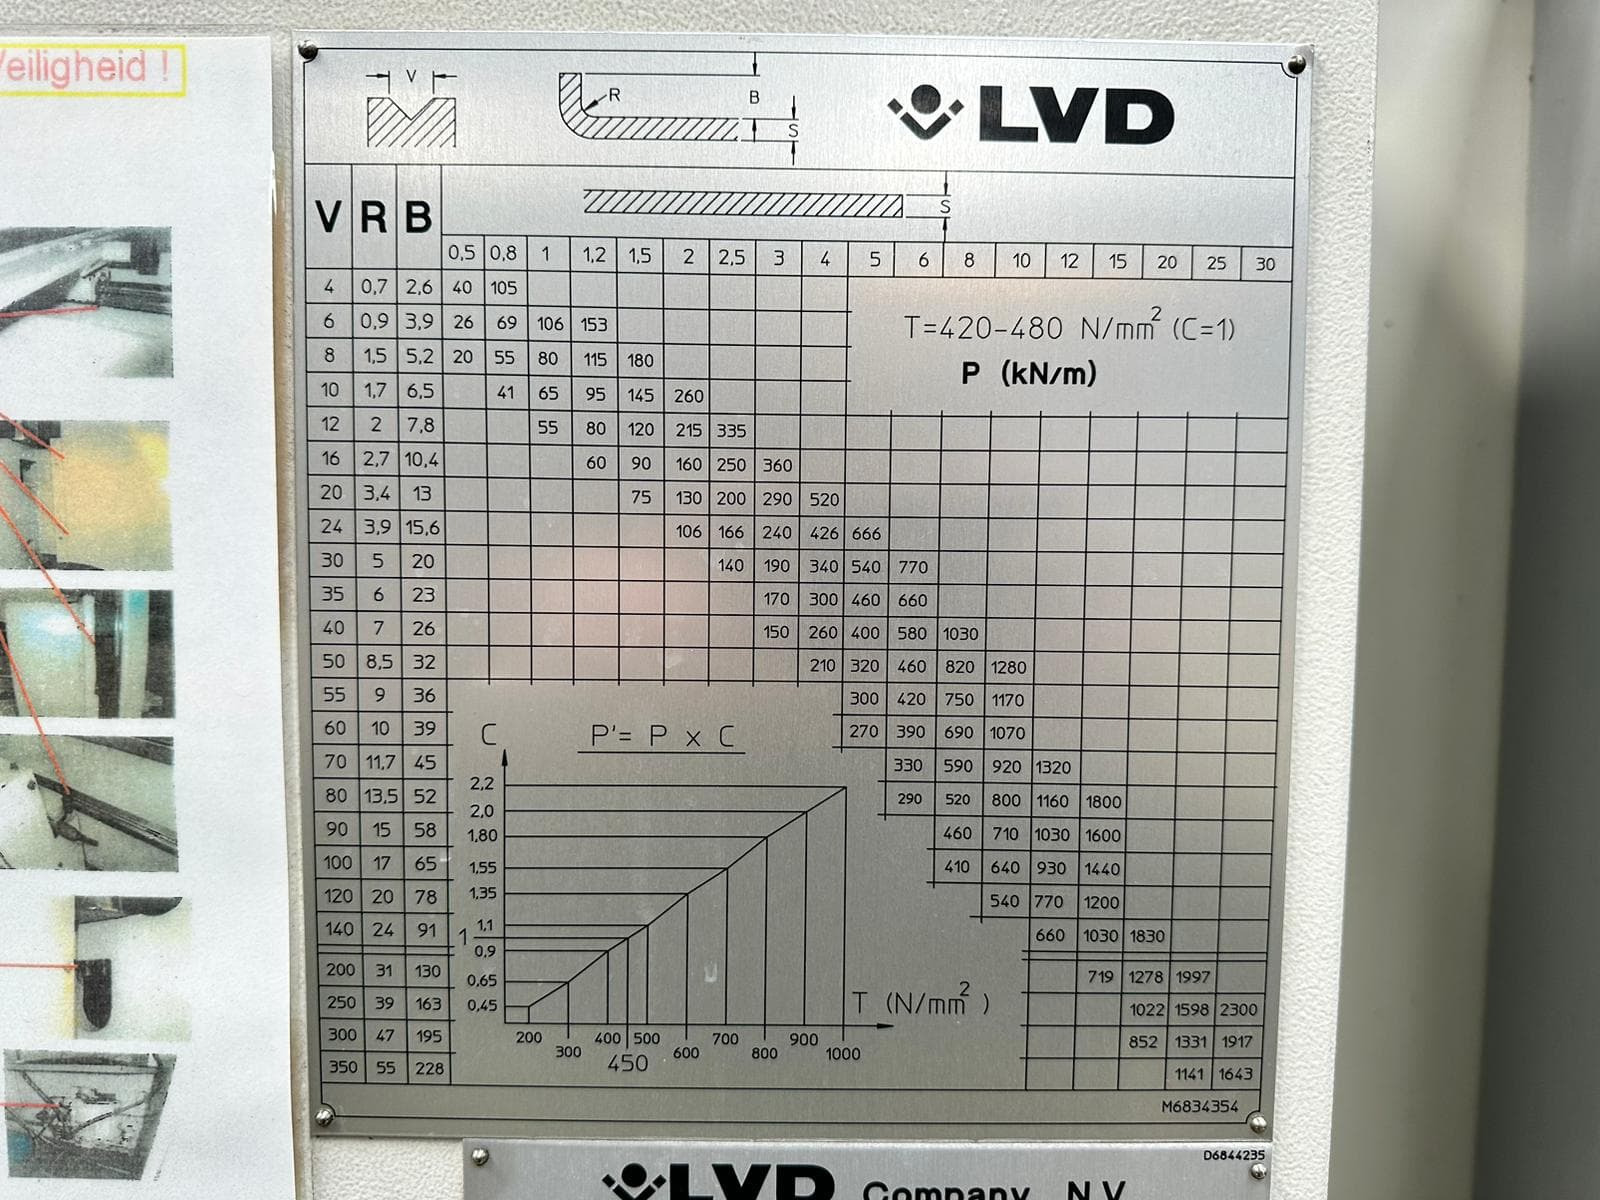 Veiligheid !
V
R
B
S
LVD
V R B
S
0,5 0,8 1 1,2 1,5 2 2,5 3 4 5 6 8 10 12 15 20 25 30
T=420-480 N/mm² (C=1)
P (kN/m)
4 0,7 2,6 40 105
6 0,9 3,9 26 69 106 153
8 1,5 5,2 20 55 80 115 180
10 1,7 6,5 41 65 95 145 260
12 2 7,8 55 80 120 215 335
16 2,7 10,4 60 90 160 250 360
20 3,4 13 75 130 200 290 520
24 3,9 15,6 106 166 240 426 666
30 5 20 140 190 340 540 770
35 6 23 170 300 460 660
40 7 26 150 260 400 580 1030
50 8,5 32 210 320 460 820 1280
55 9 36 300 420 750 1170
60 10 39 270 390 690 1070
70 11,7 45 330 590 920 1320
80 13,5 52 290 520 800 1160 1800
90 15 58 460 710 1030 1600
100 17 65 410 640 930 1440
120 20 78 540 770 1200
140 24 91 660 1030 1830
200 31 130 719 1278 1997
250 39 163 1022 1598 2300
300 47 195 852 1331 1917
350 55 228 1141 1643
C
P'= P x C
2,2
2,0
1,80
1,55
1,35
1,1
1
0,9
0,65
0,45
T (N/mm²)
200 300 400 450 500 600 700 800 900 1000
M6834354
D6844235
LVD Company N.V.